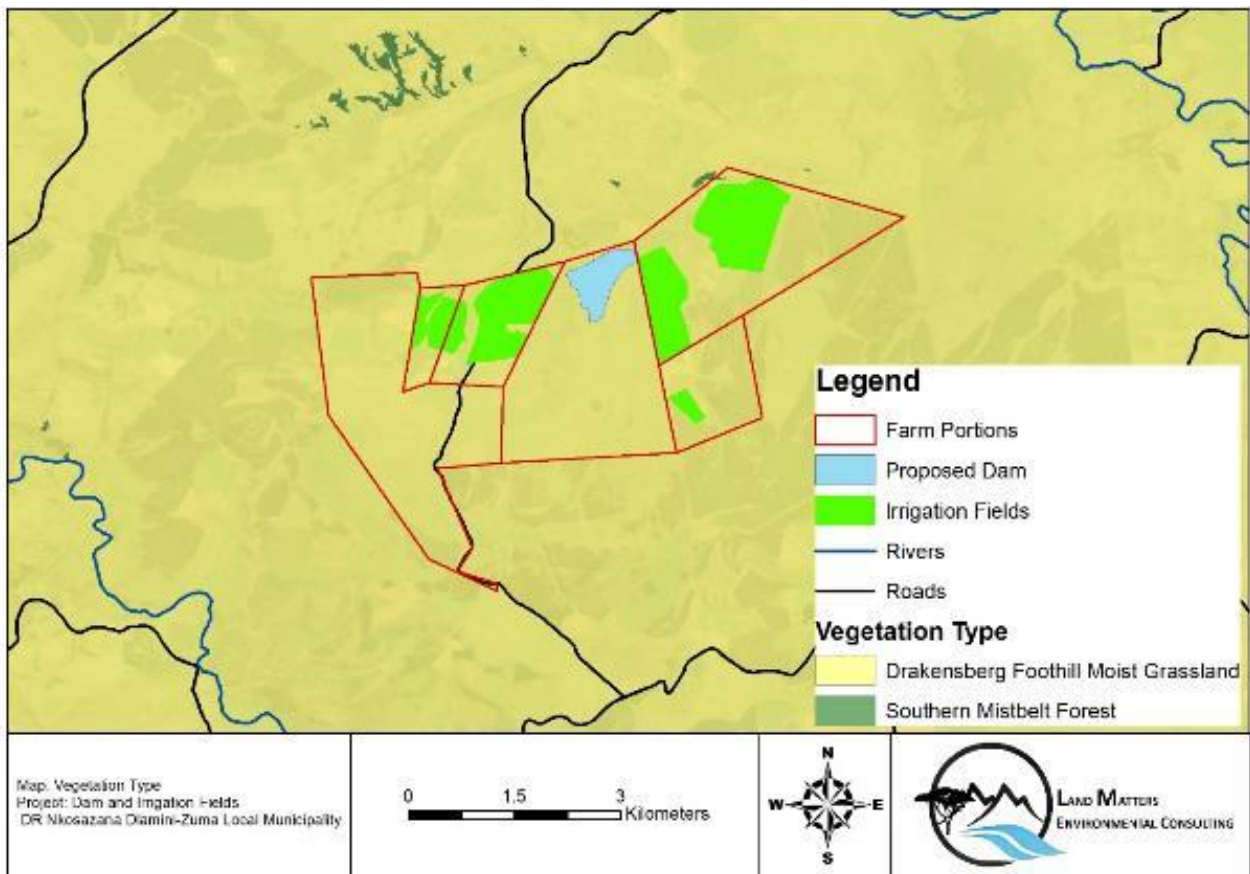 Legend
Farm Portions
Proposed Dam
Irrigation Fields
Rivers
Roads
Vegetation Type
Drakensberg Foothill Moist Grassland
Southern Mistbelt Forest
Map: Vegetation Type
Project: Dam and Irrigation Fields
DR Nkosazana Dlamini-Zuma Local Municipality
0 1.5 3
Kilometers
N
W E
S
LAND MATTERS
ENVIRONMENTAL CONSULTING